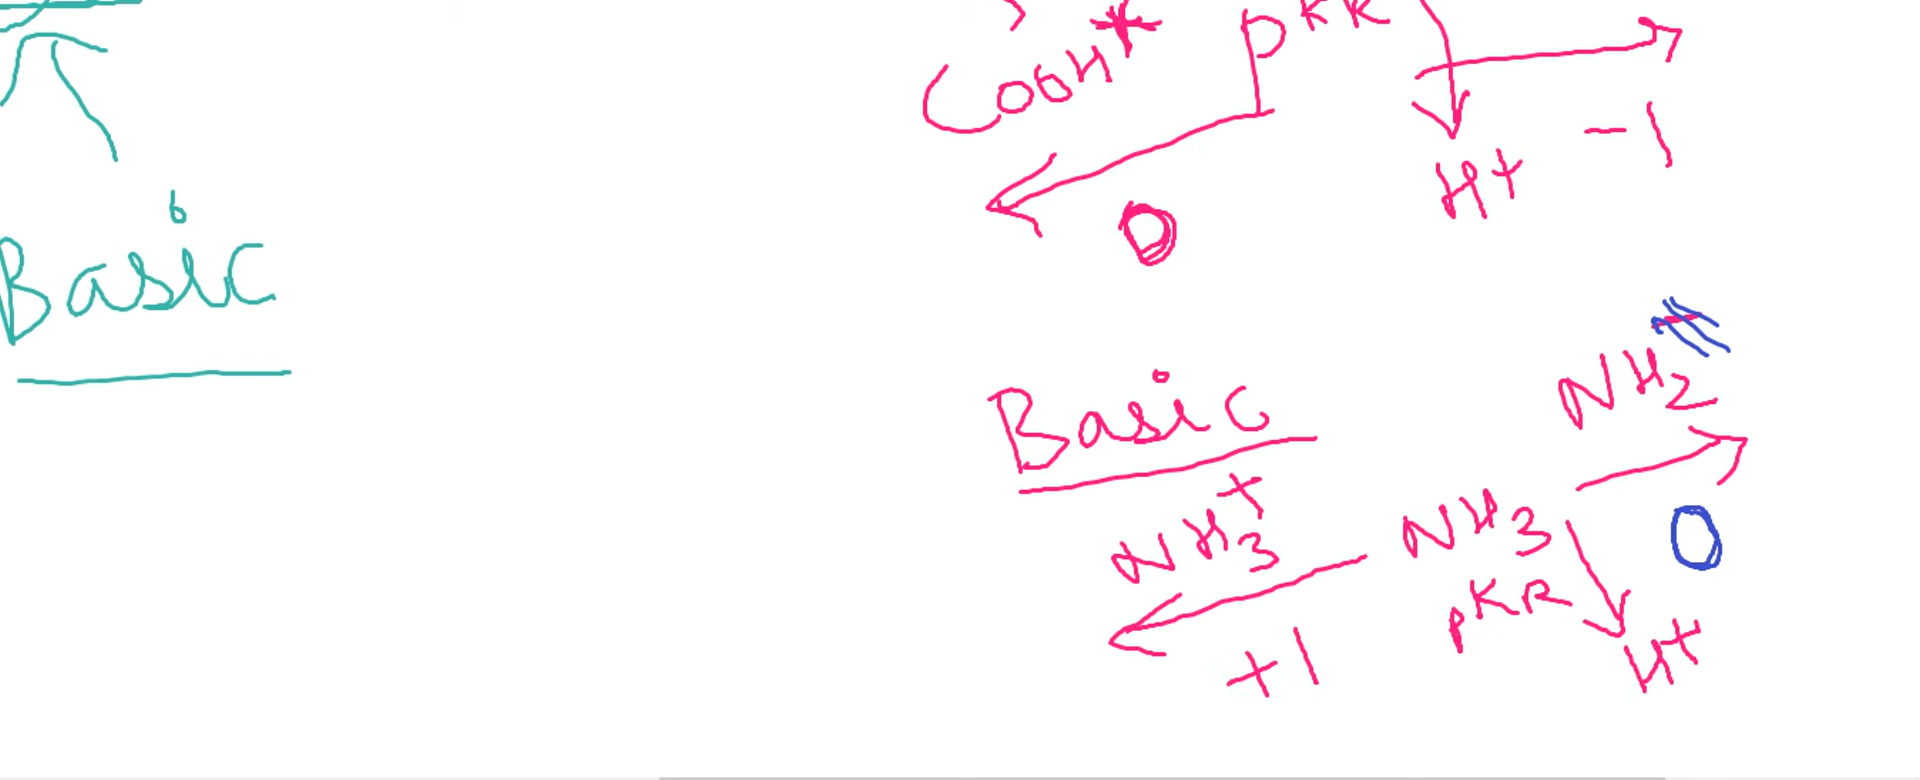 COOH
pKR
H+
-1
0
Basic
Basic
NH2
NH3+
NH3
0
pKR
H+
+1